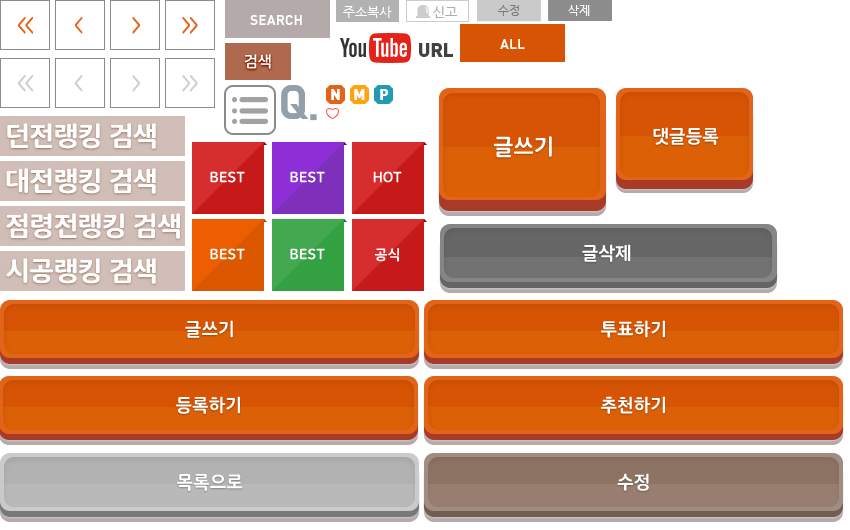 SEARCH
주소복사
신고
수정
삭제
검색
YouTube URL
ALL
Q.
N M P
던전랭킹 검색
대전랭킹 검색
점령전랭킹 검색
시공랭킹 검색
BEST
BEST
HOT
BEST
BEST
공식
글쓰기
댓글등록
글삭제
글쓰기
투표하기
등록하기
추천하기
목록으로
수정